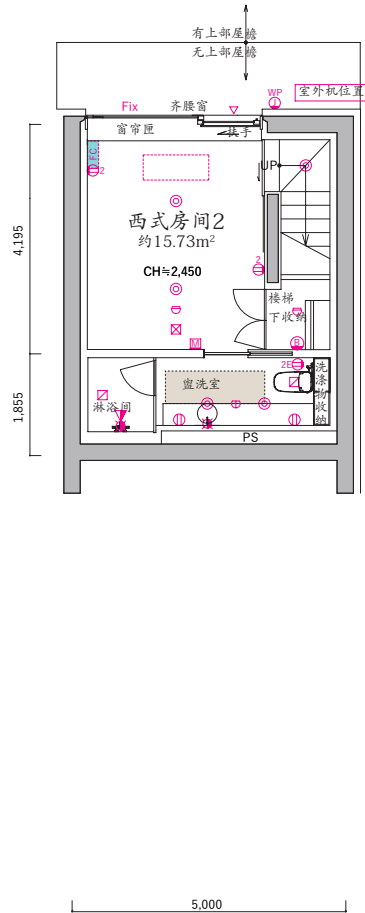 有上部屋檐
无上部屋檐
WP
室外机位置
Fix
齐腰窗
窗帘匣
扶手
FC
2
UP
西式房间2
约15.73m²
CH≒2,450
2
楼梯
下收纳
M
B
2E
盥洗室
淋浴间
洗涤物收纳
PS
4,195
1,855
5,000